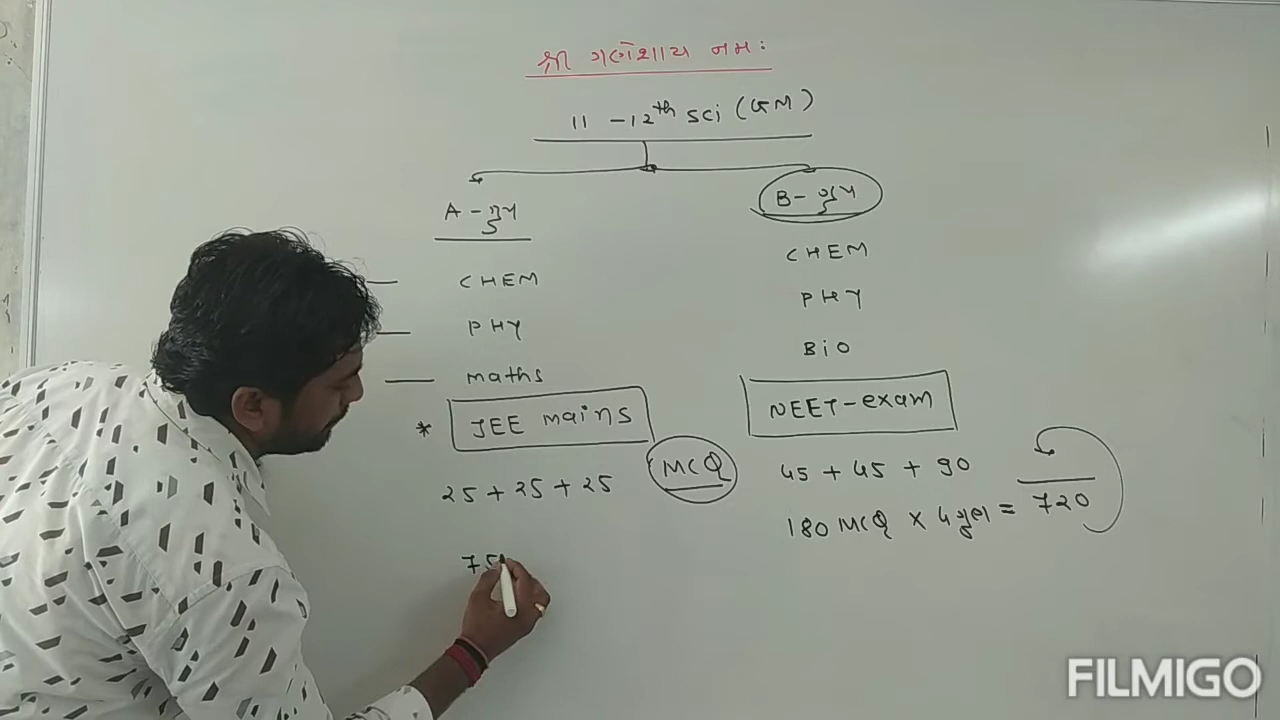 શ્રી ગણેશાય નમઃ
11 - 12th sci (GM)
A - ગ્રુપ
CHEM
PHY
maths
* JEE mains
25 + 25 + 25
75
MCQ
B - ગ્રુપ
CHEM
PHY
BiO
NEET - exam
45 + 45 + 90
180 MCQ × 4 ગુણ = 720
FILMIGO